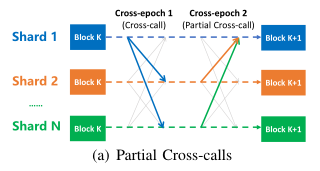 Cross-epoch 1 Cross-epoch 2
(Cross-call) (Partial Cross-call)
Shard 1 Block K Block K+1
Shard 2 Block K Block K+1
......
Shard N Block K Block K+1
(a) Partial Cross-calls